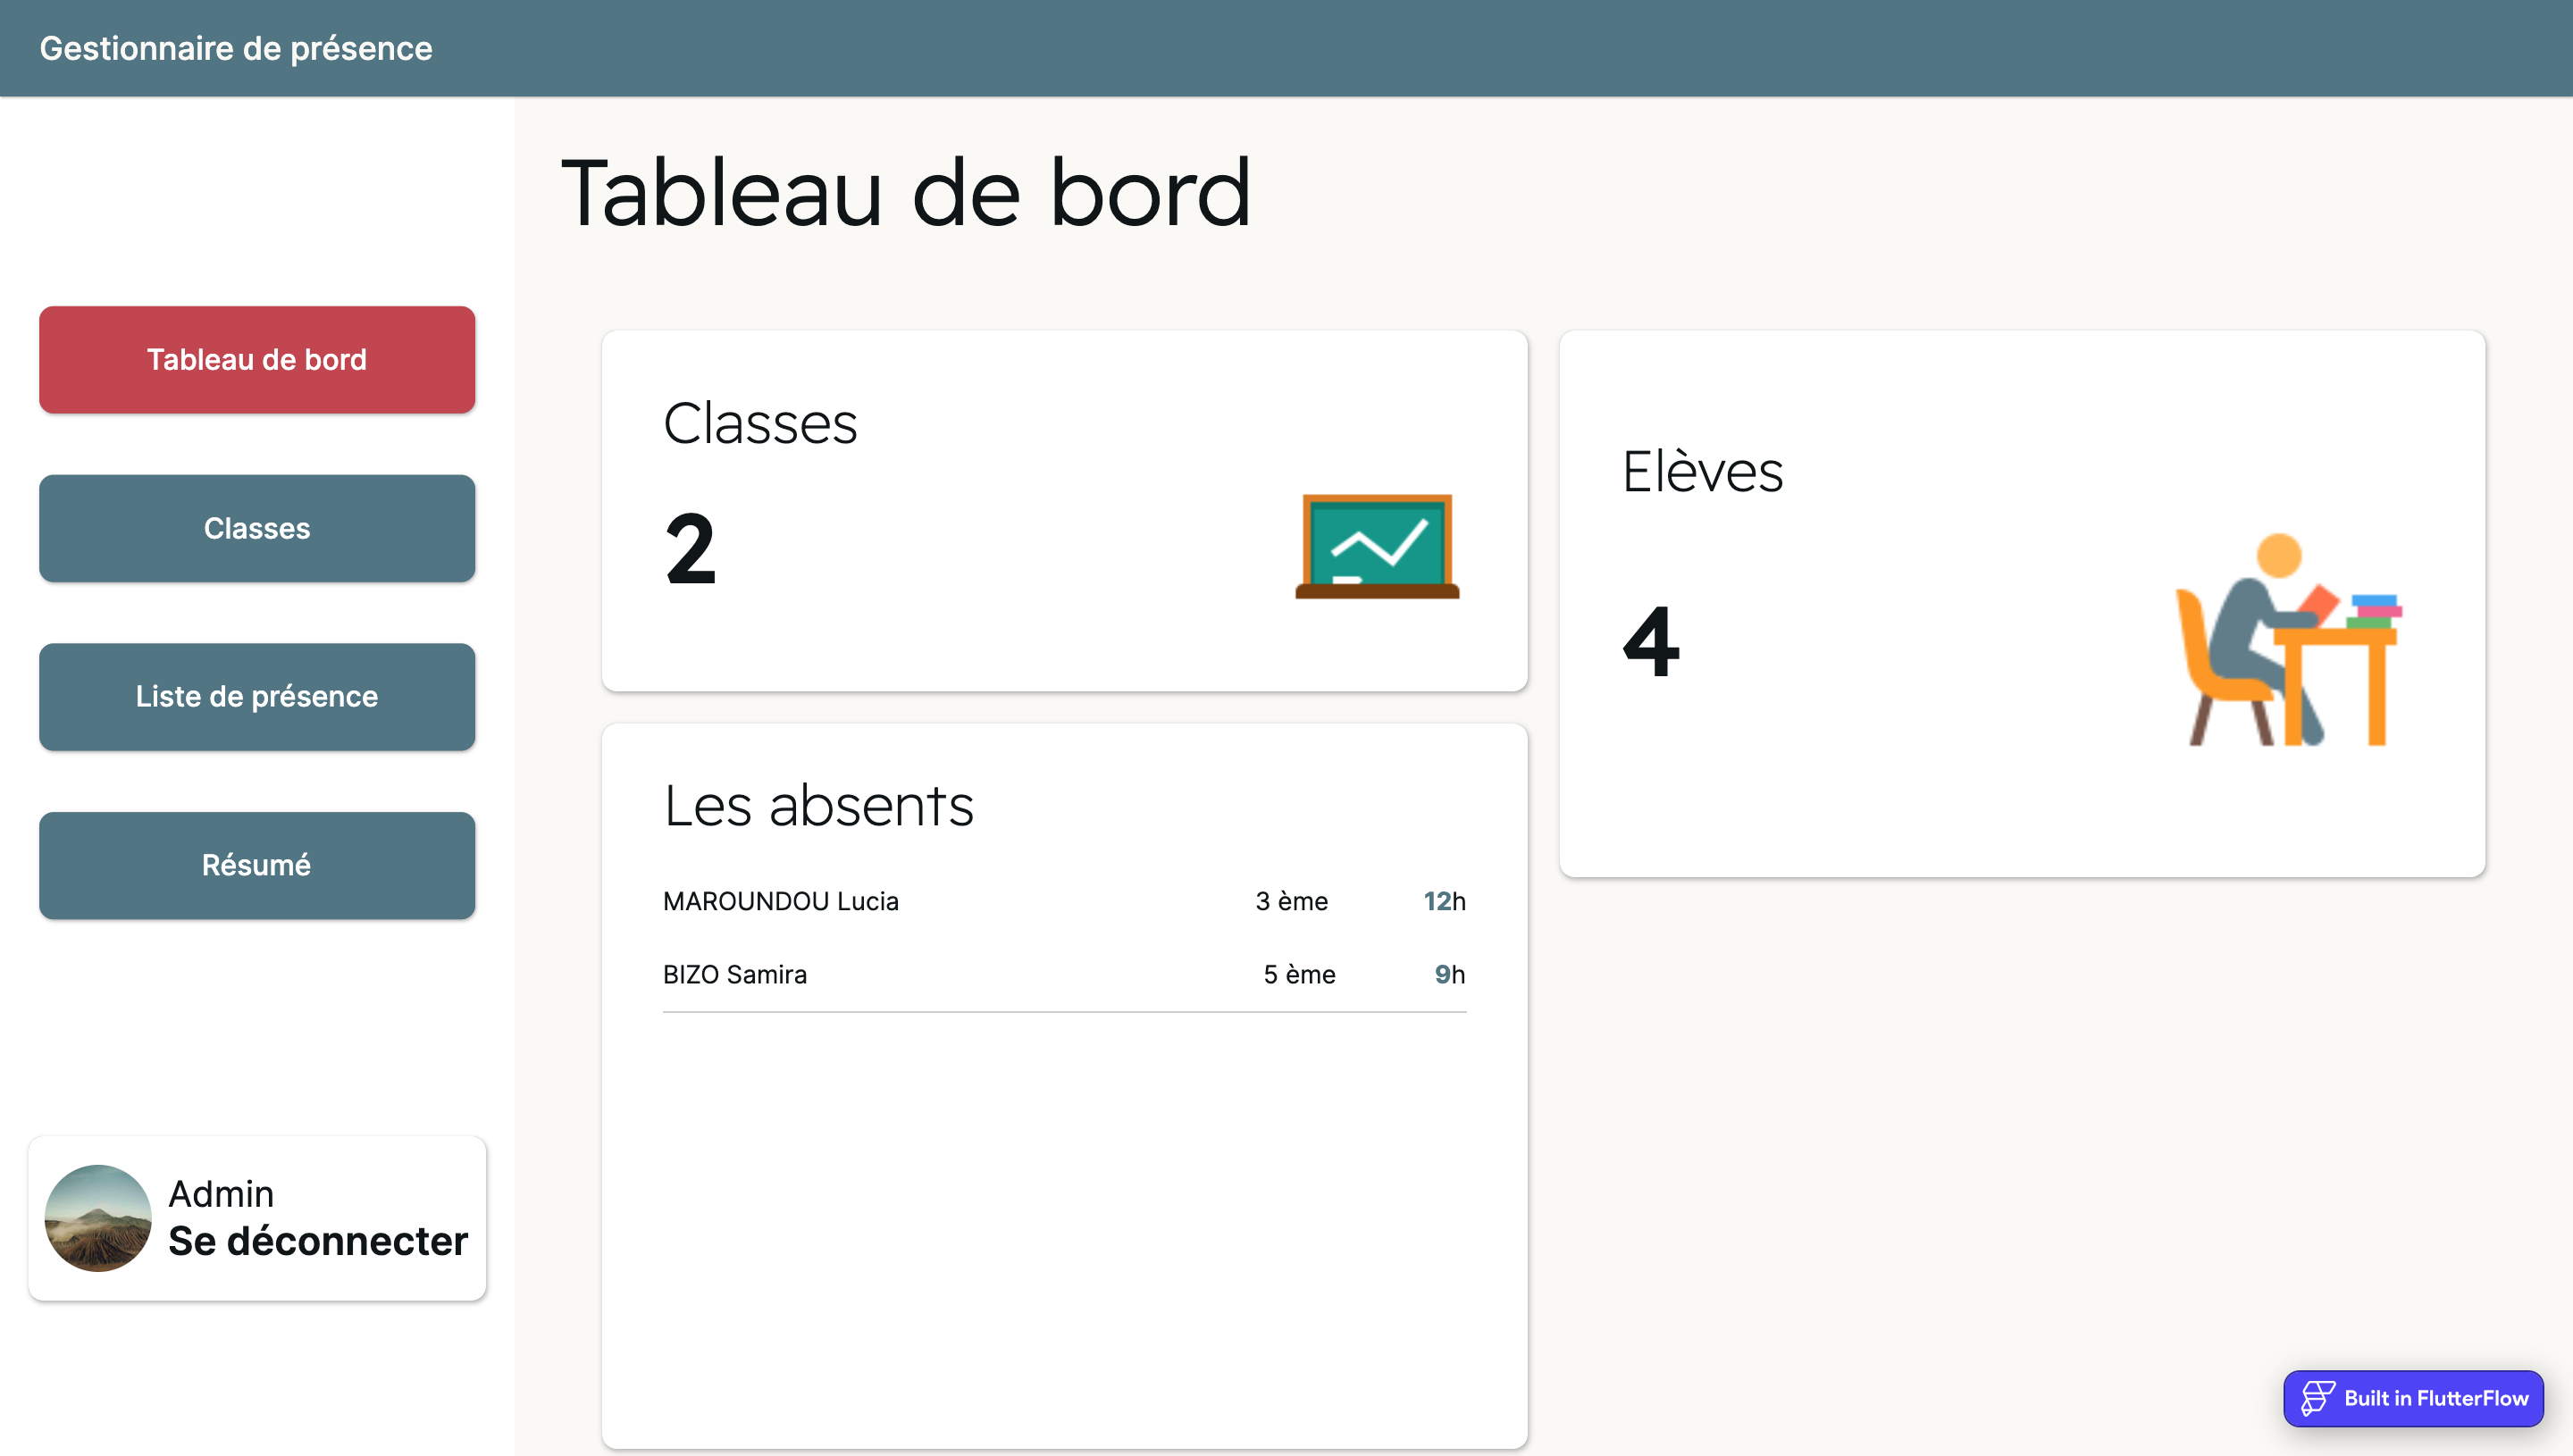 Gestionnaire de présence
Tableau de bord
Classes
Liste de présence
Résumé
Admin
Se déconnecter
Tableau de bord
Classes
2
Elèves
4
Les absents
MAROUNDOU Lucia 3 ème 12h
BIZO Samira 5 ème 9h
Built in FlutterFlow